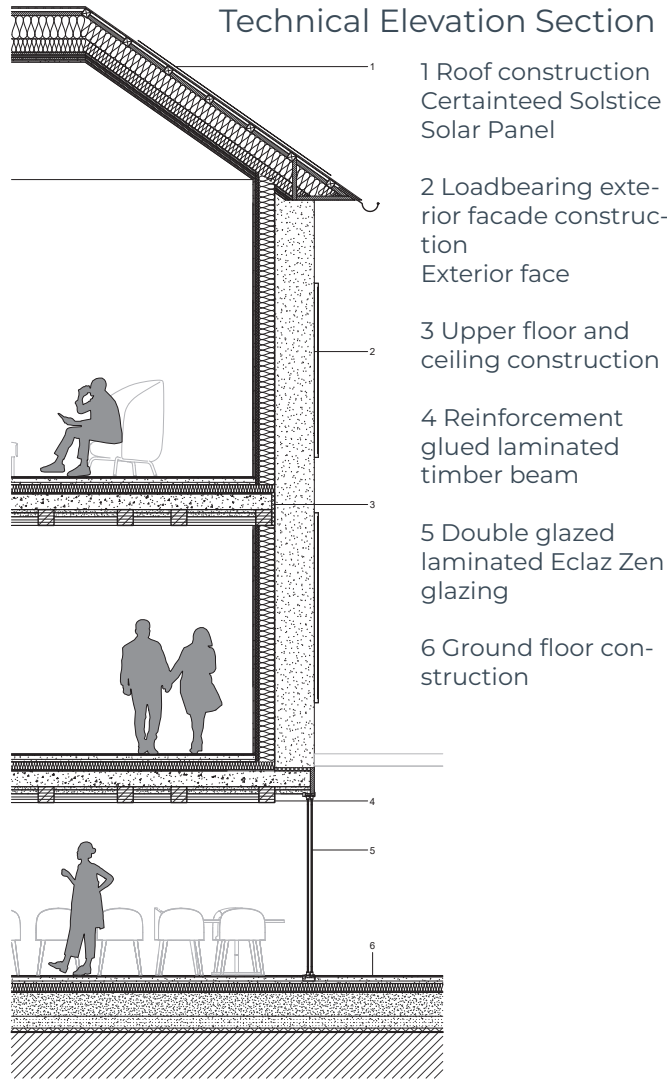 Technical Elevation Section
1 Roof construction
Certainteed Solstice
Solar Panel
2 Loadbearing exte-
rior facade construc-
tion
Exterior face
3 Upper floor and
ceiling construction
4 Reinforcement
glued laminated
timber beam
5 Double glazed
laminated Eclaz Zen
glazing
6 Ground floor con-
struction
1
2
3
4
5
6